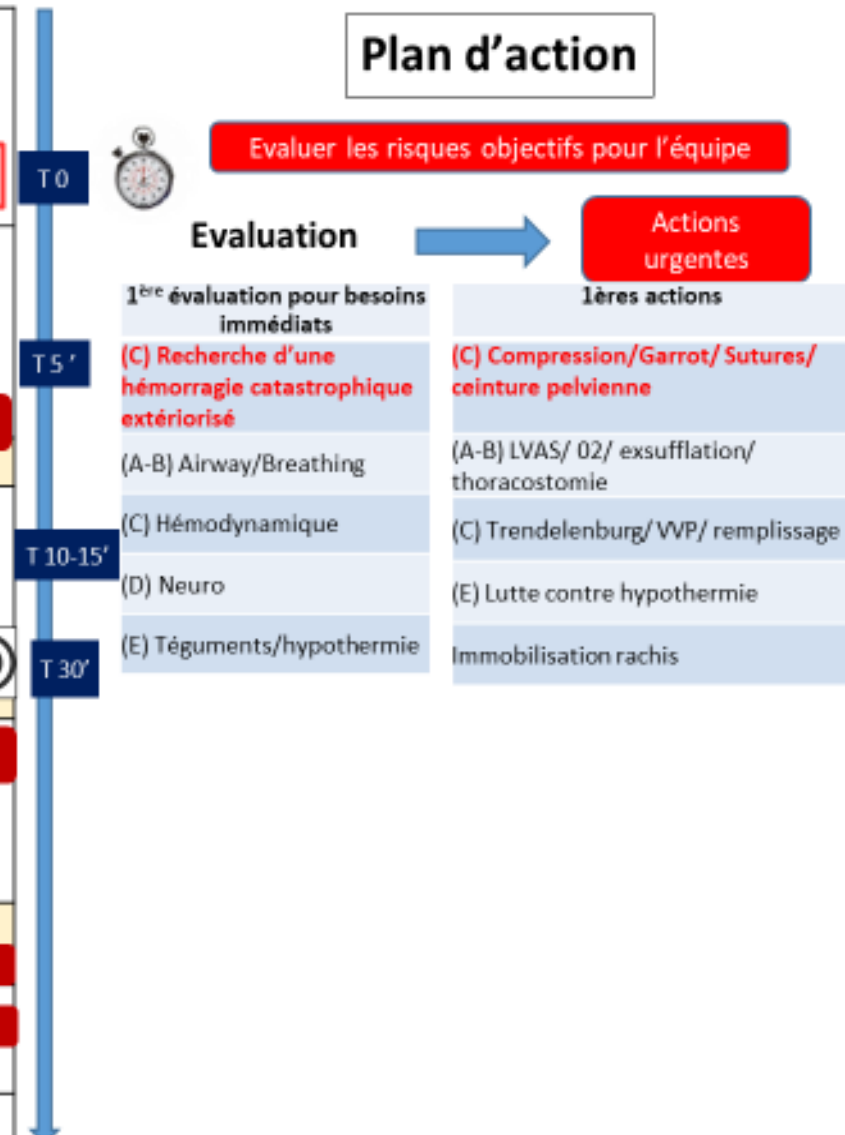 Plan d'action
Evaluer les risques objectifs pour l'équipe
T 0
Evaluation
Actions
urgentes
1ère évaluation pour besoins
immédiats
1ères actions
T 5 '
(C) Recherche d'une
hémorragie catastrophique
extériorisé
(C) Compression/Garrot/ Sutures/
ceinture pelvienne
(A-B) Airway/Breathing
(A-B) LVAS/ 02/ exsufflation/
thoracostomie
(C) Hémodynamique
(C) Trendelenburg/ VVP/ remplissage
T 10-15'
(D) Neuro
(E) Lutte contre hypothermie
(E) Téguments/hypothermie
Immobilisation rachis
T 30'